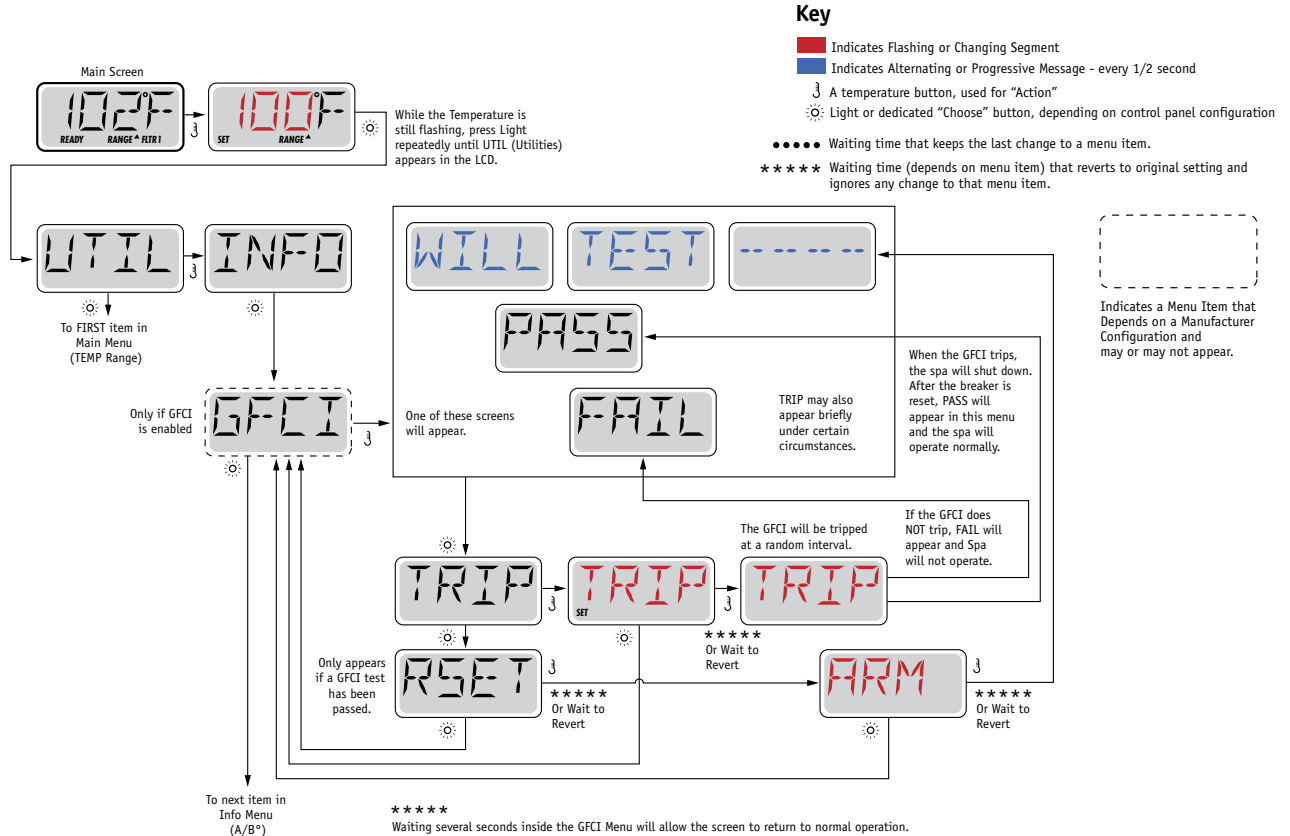 Key
Indicates Flashing or Changing Segment
Indicates Alternating or Progressive Message - every 1/2 second
A temperature button, used for “Action”
Light or dedicated “Choose” button, depending on control panel configuration
••••• Waiting time that keeps the last change to a menu item.
***** Waiting time (depends on menu item) that reverts to original setting and
ignores any change to that menu item.
Main Screen
102°F
READY RANGE FLTR1
100°F
SET RANGE
While the Temperature is
still flashing, press Light
repeatedly until UTIL (Utilities)
appears in the LCD.
UTIL
INFO
To FIRST item in
Main Menu
(TEMP Range)
WILL
TEST
-----
PASS
FAIL
Indicates a Menu Item that
Depends on a Manufacturer
Configuration and
may or may not appear.
Only if GFCI
is enabled
GFCI
One of these screens
will appear.
TRIP may also
appear briefly
under certain
circumstances.
When the GFCI trips,
the spa will shut down.
After the breaker is
reset, PASS will
appear in this menu
and the spa will
operate normally.
The GFCI will be tripped
at a random interval.
If the GFCI does
NOT trip, FAIL will
appear and Spa
will not operate.
TRIP
TRIP
SET
TRIP
*****
Or Wait to
Revert
Only appears
if a GFCI test
has been
passed.
RSET
*****
Or Wait to
Revert
ARM
*****
Or Wait to
Revert
To next item in
Info Menu
(A/B°)
*****
Waiting several seconds inside the GFCI Menu will allow the screen to return to normal operation.